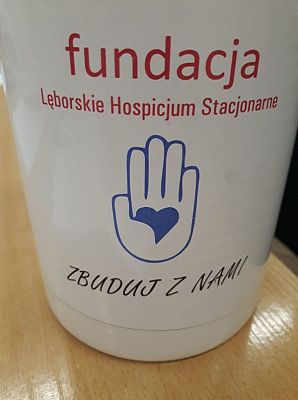 fundacja
Lęborskie Hospicjum Stacjonarne
ZBUDUJ Z NAMI